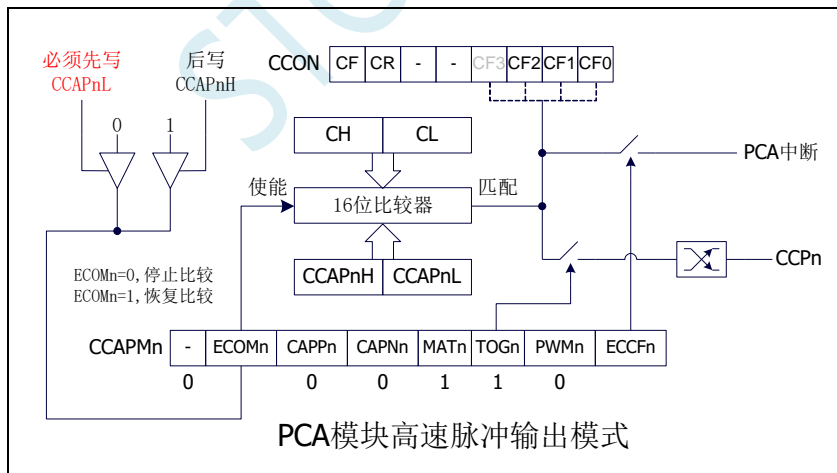 必须先写
CCAPnL
后写
CCAPnH
0
1
CCON
CF
CR
-
-
CF3
CF2
CF1
CF0
CH
CL
PCA中断
使能
16位比较器
匹配
CCPn
ECOMn=0,停止比较
ECOMn=1,恢复比较
CCAPnH
CCAPnL
CCAPMn
-
ECOMn
CAPPn
CAPNn
MATn
TOGn
PWMn
ECCFn
0
0
0
1
1
0
PCA模块高速脉冲输出模式